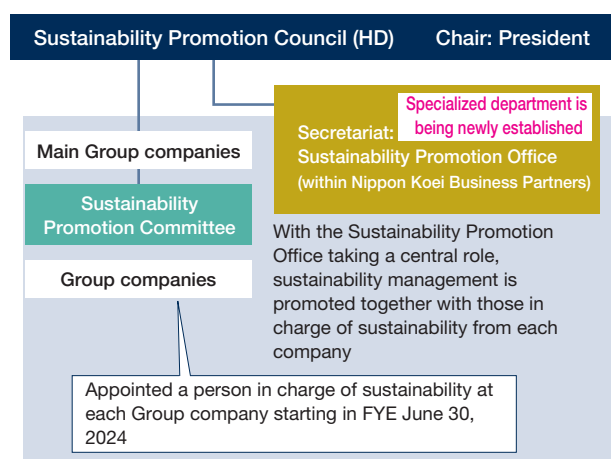 Sustainability Promotion Council (HD) Chair: President
Main Group companies
Sustainability
Promotion Committee
Group companies
Specialized department is
being newly established
Secretariat:
Sustainability Promotion Office
(within Nippon Koei Business Partners)
With the Sustainability Promotion
Office taking a central role,
sustainability management is
promoted together with those in
charge of sustainability from each
company
Appointed a person in charge of sustainability at
each Group company starting in FYE June 30,
2024